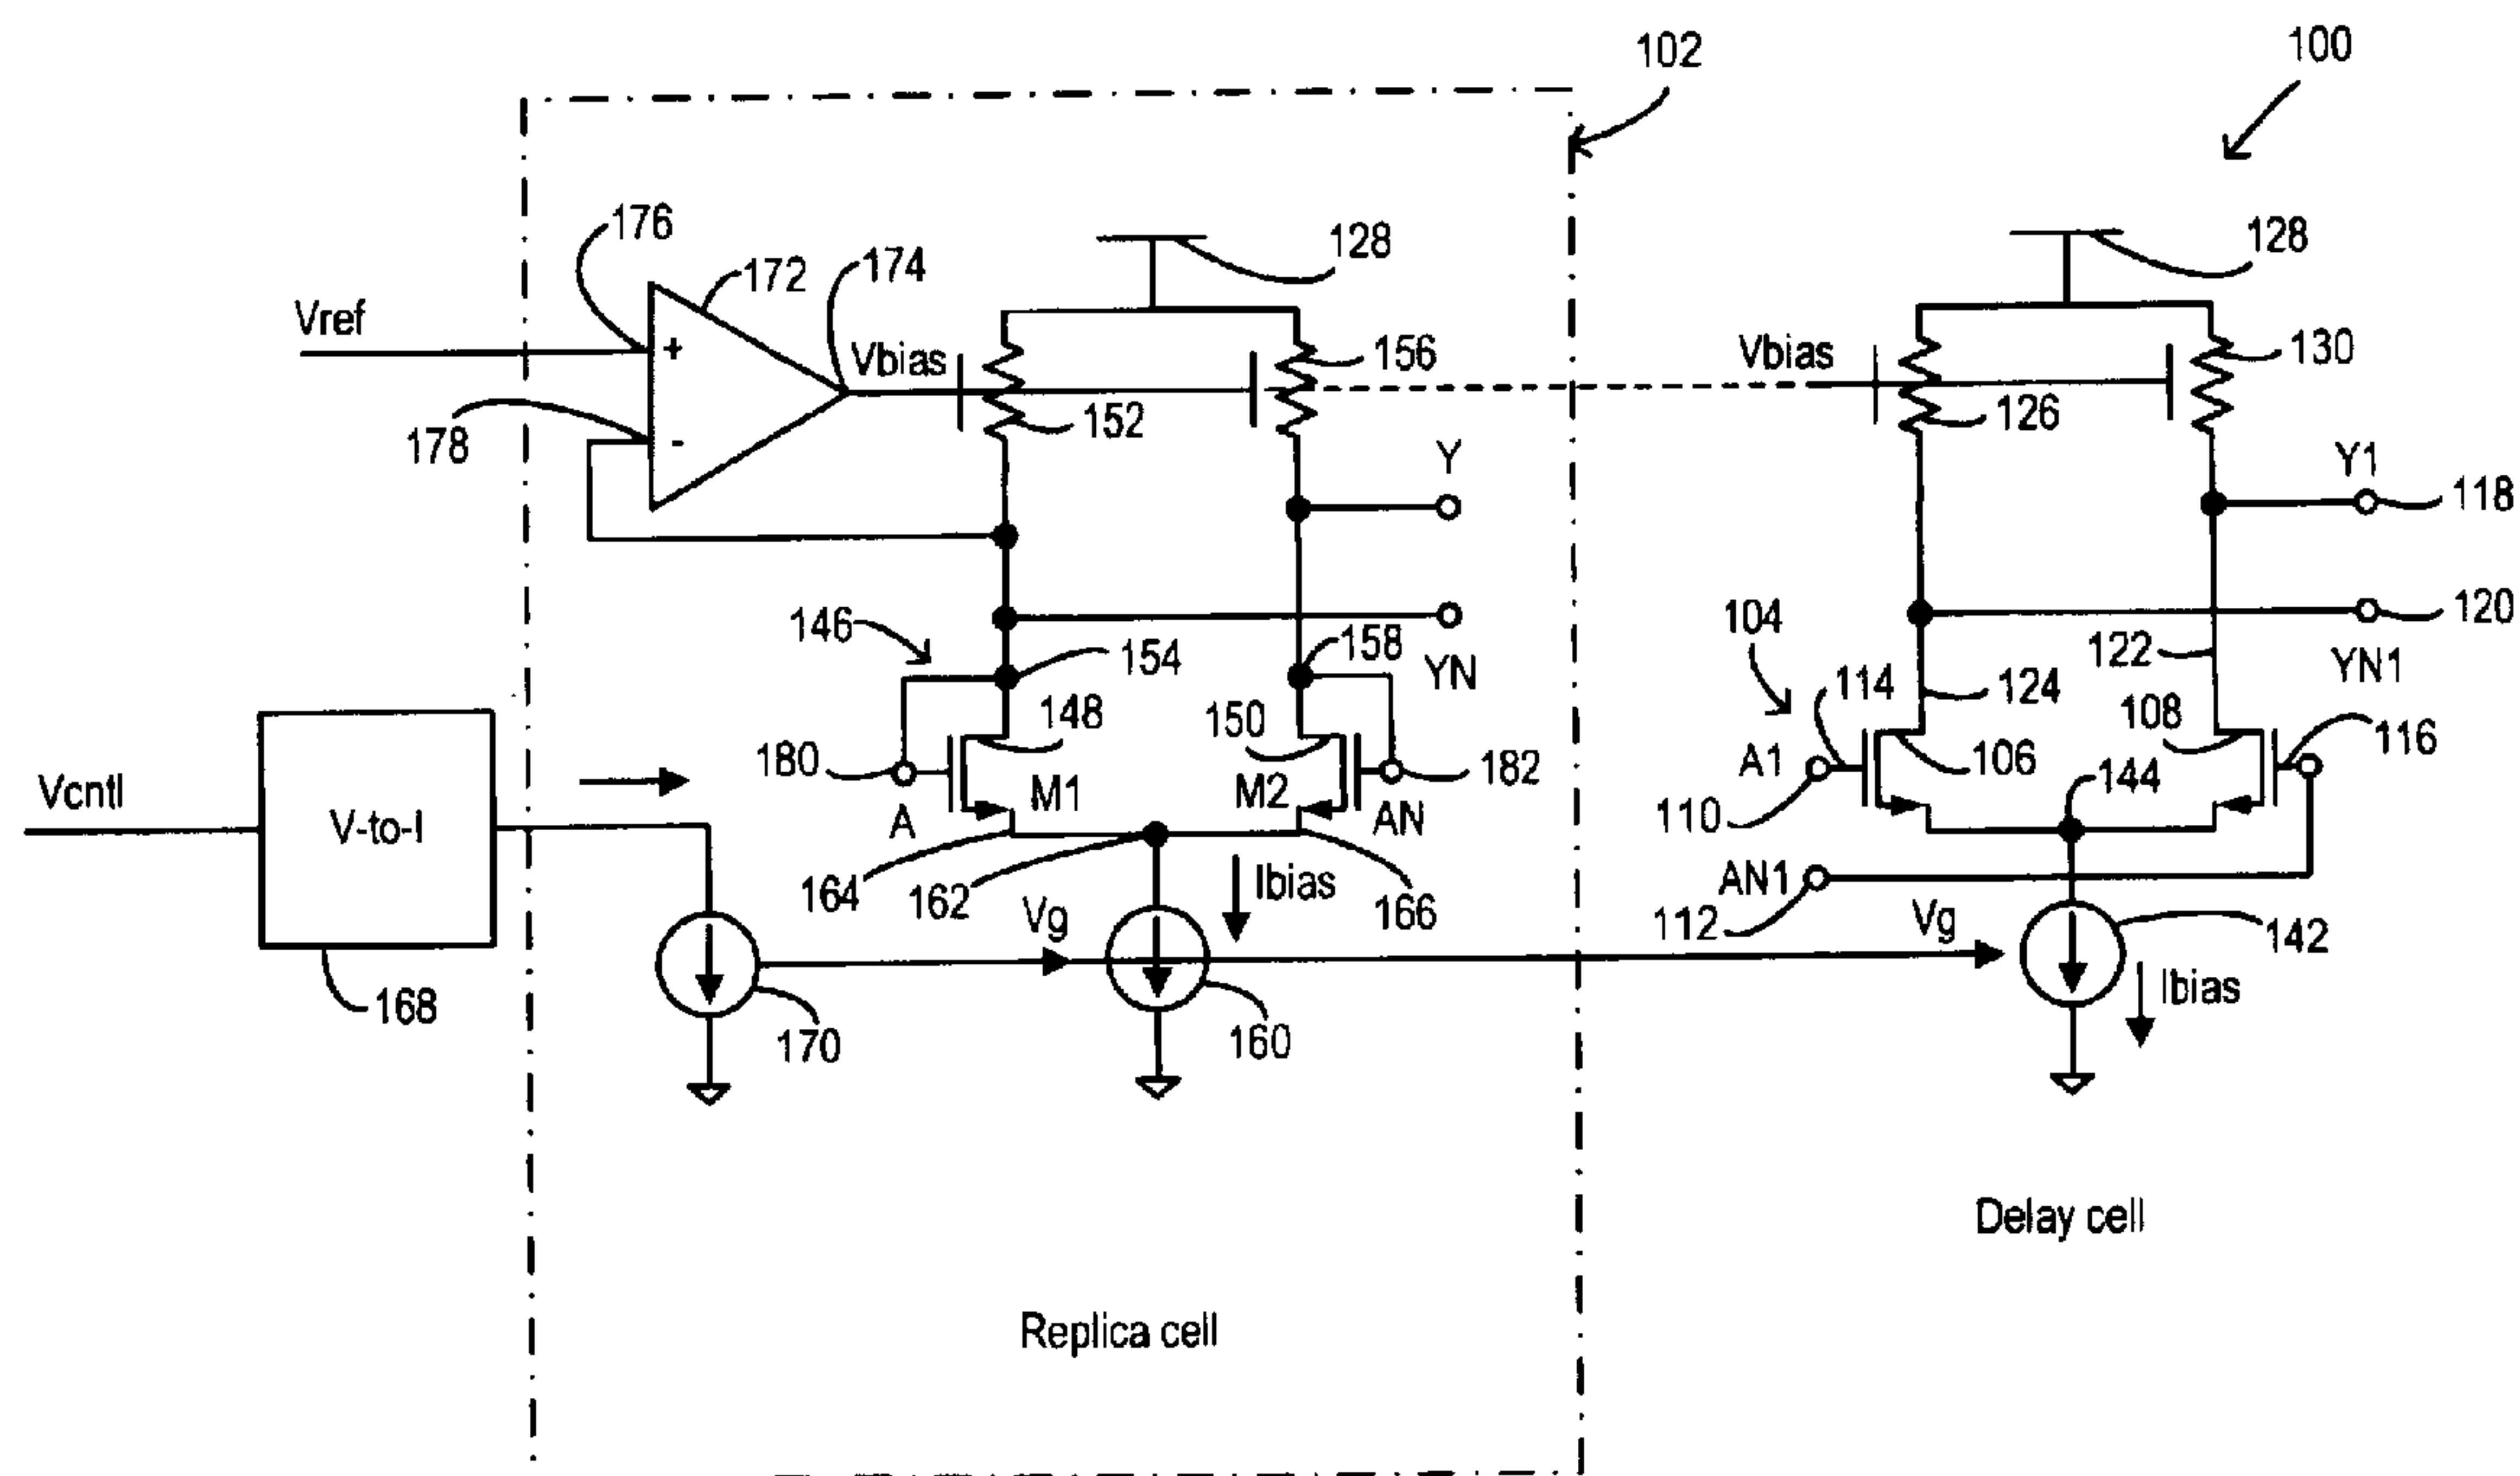 102
100
176
172
174
128
128
Vref
+
Vbias
156
Vbias
130
178
-
152
126
Y
Y1
118
146
154
158
YN
104
114
124
122
120
YN1
148
150
108
116
180
M1
M2
182
A1
106
144
Vcntl
V-to-I
A
AN
110
164
162
Ibias
166
AN1
112
Vg
Vg
142
168
170
160
Ibias
Delay cell
Replica cell